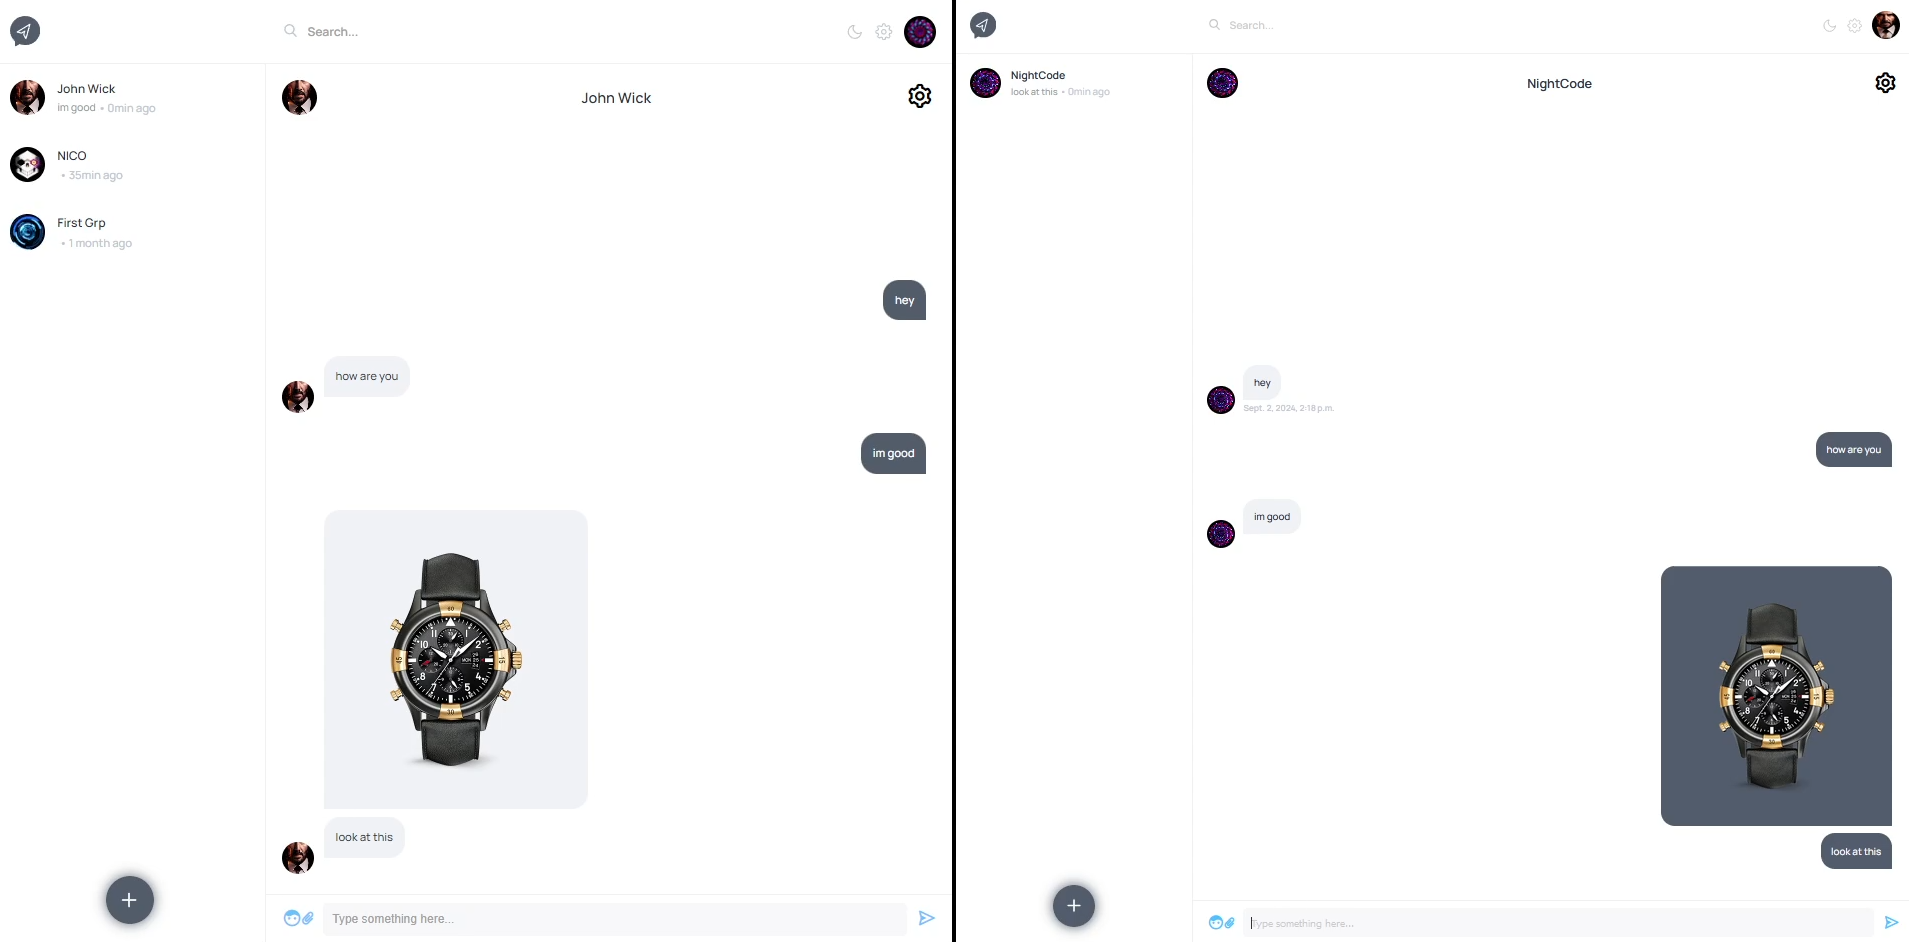 Search...
John Wick
im good • 0min ago
NICO
• 35min ago
First Grp
• 1 month ago
John Wick
hey
how are you
im good
look at this
Type something here...
Search...
NightCode
look at this • 0min ago
NightCode
hey
Sept. 2, 2024, 2:18 p.m.
how are you
im good
look at this
Type something here...